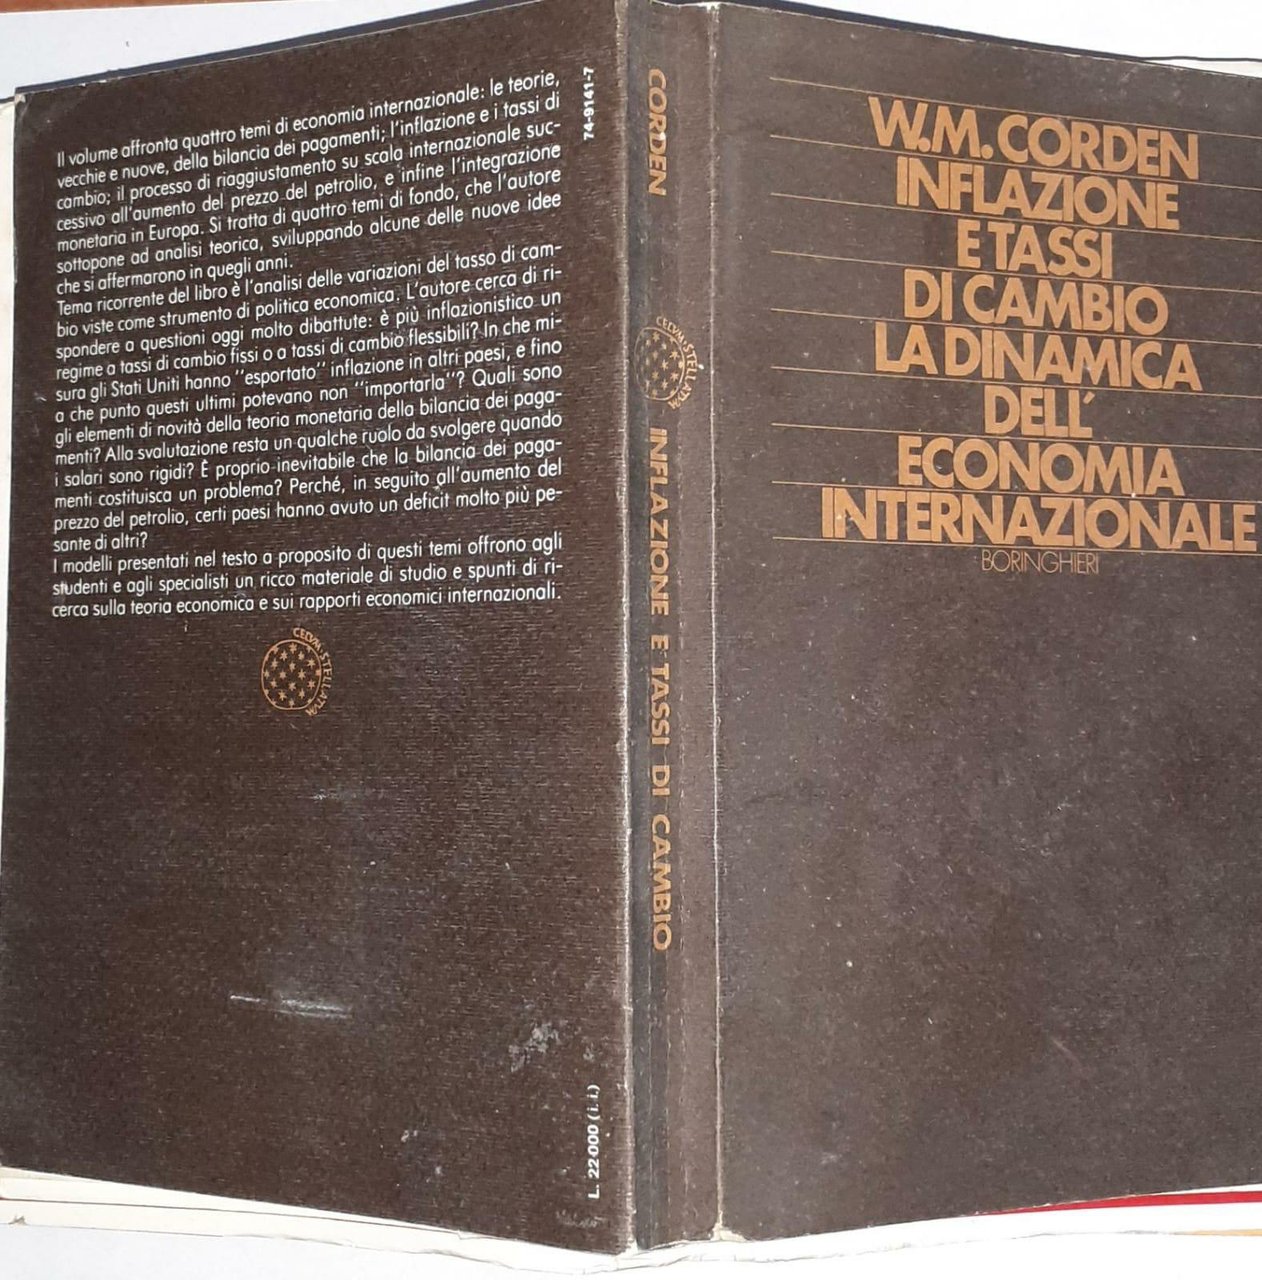 Il volume affronta quattro temi di economia internazionale: le teorie,
vecchie e nuove, della bilancia dei pagamenti; l'inflazione e i tassi di
cambio; il processo di riaggiustamento su scala internazionale suc-
cessivo all'aumento del prezzo del petrolio, e infine l'integrazione
monetaria in Europa. Si tratta di quattro temi di fondo, che l'autore
sottopone ad analisi teorica, sviluppando alcune delle nuove idee
che si affermarono in quegli anni.
Tema ricorrente del libro è l'analisi delle variazioni del tasso di cam-
bio viste come strumento di politica economica. L'autore cerca di ri-
spondere a questioni oggi molto dibattute: è più inflazionistico un
regime a tassi di cambio fissi o a tassi di cambio flessibili? In che mi-
sura gli Stati Uniti hanno "esportato" inflazione in altri paesi, e fino
a che punto questi ultimi potevano non "importarla"? Quali sono
gli elementi di novità della teoria monetaria della bilancia dei paga-
menti? Alla svalutazione resta un qualche ruolo da svolgere quando
i salari sono rigidi? È proprio inevitabile che la bilancia dei paga-
menti costituisca un problema? Perché, in seguito all'aumento del
prezzo del petrolio, certi paesi hanno avuto un deficit molto più pe-
sante di altri?
I modelli presentati nel testo a proposito di questi temi offrono agli
studenti e agli specialisti un ricco materiale di studio e spunti di ri-
cerca sulla teoria economica e sui rapporti economici internazionali.
CELVM STELLATVM
74-9141-7
L. 22 000 (i. i.)
CORDEN
CELVM STELLATVM
INFLAZIONE E TASSI DI CAMBIO
W.M. CORDEN
INFLAZIONE
E TASSI
DI CAMBIO
LA DINAMICA
DELL'
ECONOMIA
INTERNAZIONALE
BORINGHIERI